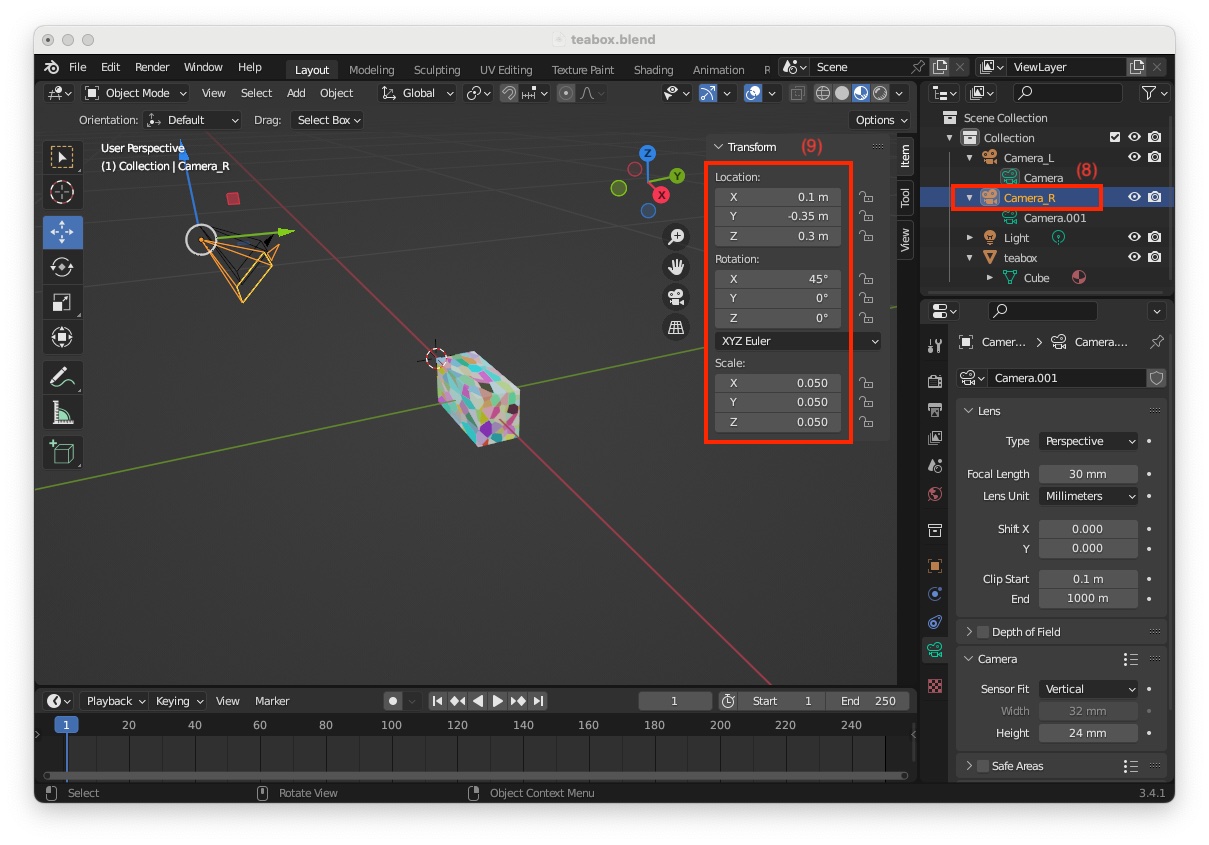 teabox.blend
File Edit Render Window Help Layout Modeling Sculpting UV Editing Texture Paint Shading Animation R Scene ViewLayer
Object Mode View Select Add Object Global
Orientation: Default Drag: Select Box Options
User Perspective
(1) Collection | Camera_R
Z
Y
X
Transform (9)
Location:
X 0.1 m
Y -0.35 m
Z 0.3 m
Rotation:
X 45°
Y 0°
Z 0°
XYZ Euler
Scale:
X 0.050
Y 0.050
Z 0.050
Item
Tool
View
Scene Collection
Collection
Camera_L
Camera (8)
Camera_R
Camera.001
Light
teabox
Cube
Camer... Camera....
Camera.001
Lens
Type Perspective
Focal Length 30 mm
Lens Unit Millimeters
Shift X 0.000
Y 0.000
Clip Start 0.1 m
End 1000 m
Depth of Field
Camera
Sensor Fit Vertical
Width 32 mm
Height 24 mm
Safe Areas
Playback Keying View Marker 1 Start 1 End 250
1 20 40 60 80 100 120 140 160 180 200 220 240
Select Rotate View Object Context Menu 3.4.1